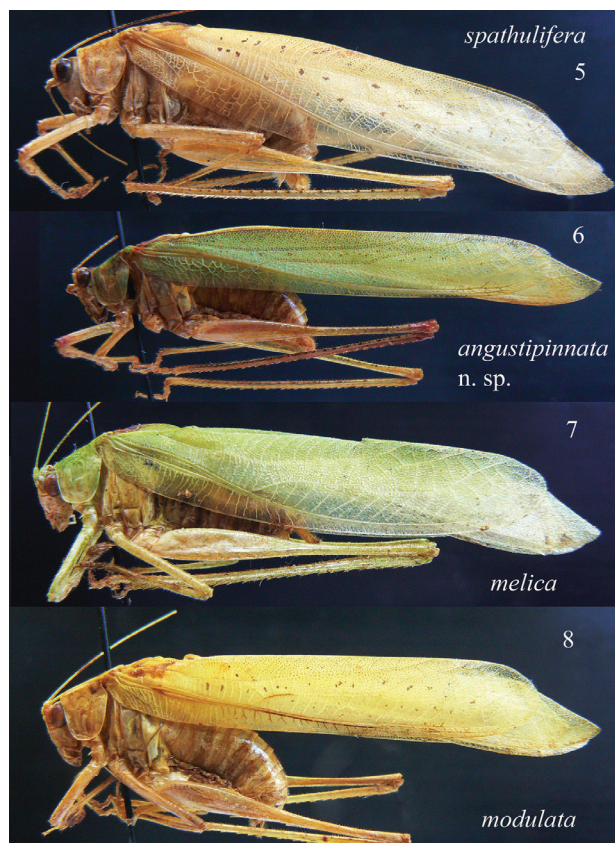 spathulifera
5
6
angustipinnata
n. sp.
7
melica
8
modulata